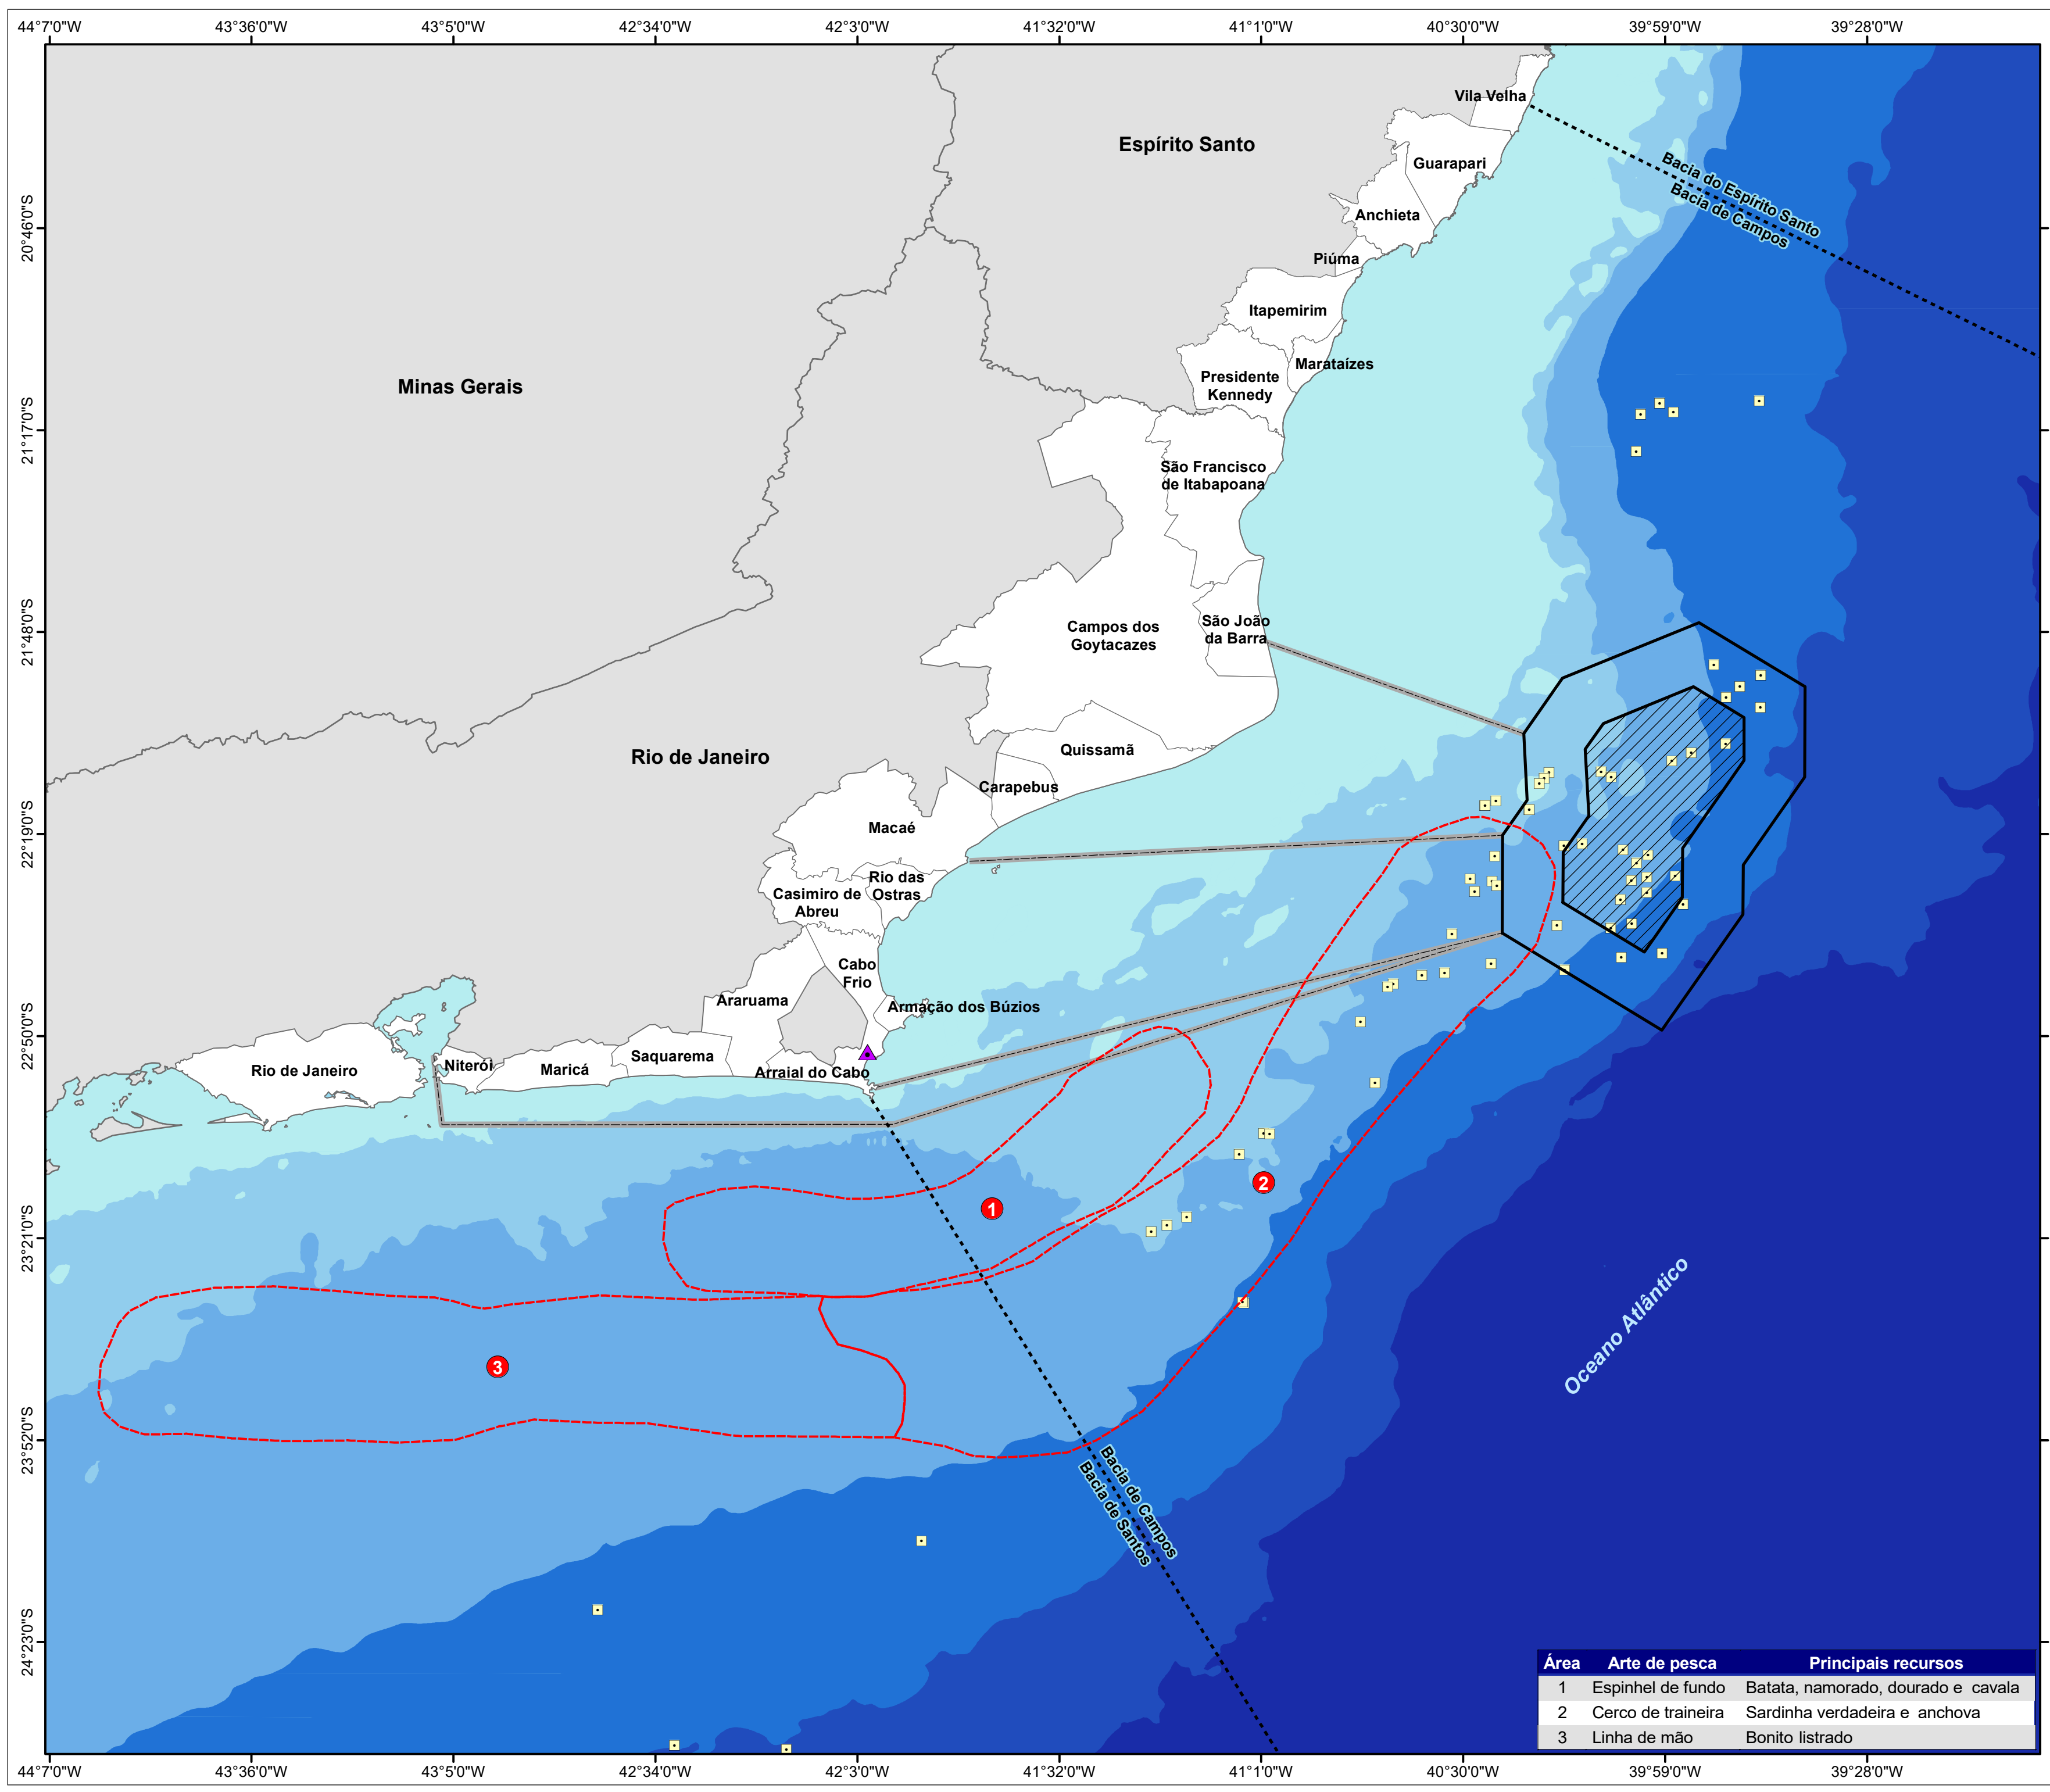 44°7'0"W 43°36'0"W 43°5'0"W 42°34'0"W 42°3'0"W 41°32'0"W 41°1'0"W 40°30'0"W 39°59'0"W 39°28'0"W
Vila Velha
Espírito Santo
Guarapari
Bacia do Espírito Santo
Bacia de Campos
20°46'0"S
Anchieta
Piúma
Itapemirim
Marataízes
Minas Gerais
Presidente
Kennedy
21°17'0"S
São Francisco
de Itabapoana
21°48'0"S
Campos dos
Goytacazes
São João
da Barra
Rio de Janeiro
Quissamã
Carapebus
22°19'0"S
Macaé
Rio das
Ostras
Casimiro de
Abreu
Cabo
Frio
Araruama
Armação dos Búzios
22°50'0"S
Rio de Janeiro
Niterói
Maricá
Saquarema
Arraial do Cabo
1
2
23°21'0"S
Oceano Atlântico
3
23°52'0"S
Bacia de Campos
Bacia de Santos
24°23'0"S
Área Arte de pesca Principais recursos
1 Espinhel de fundo Batata, namorado, dourado e cavala
2 Cerco de traineira Sardinha verdadeira e anchova
3 Linha de mão Bonito listrado
44°7'0"W 43°36'0"W 43°5'0"W 42°34'0"W 42°3'0"W 41°32'0"W 41°1'0"W 40°30'0"W 39°59'0"W 39°28'0"W